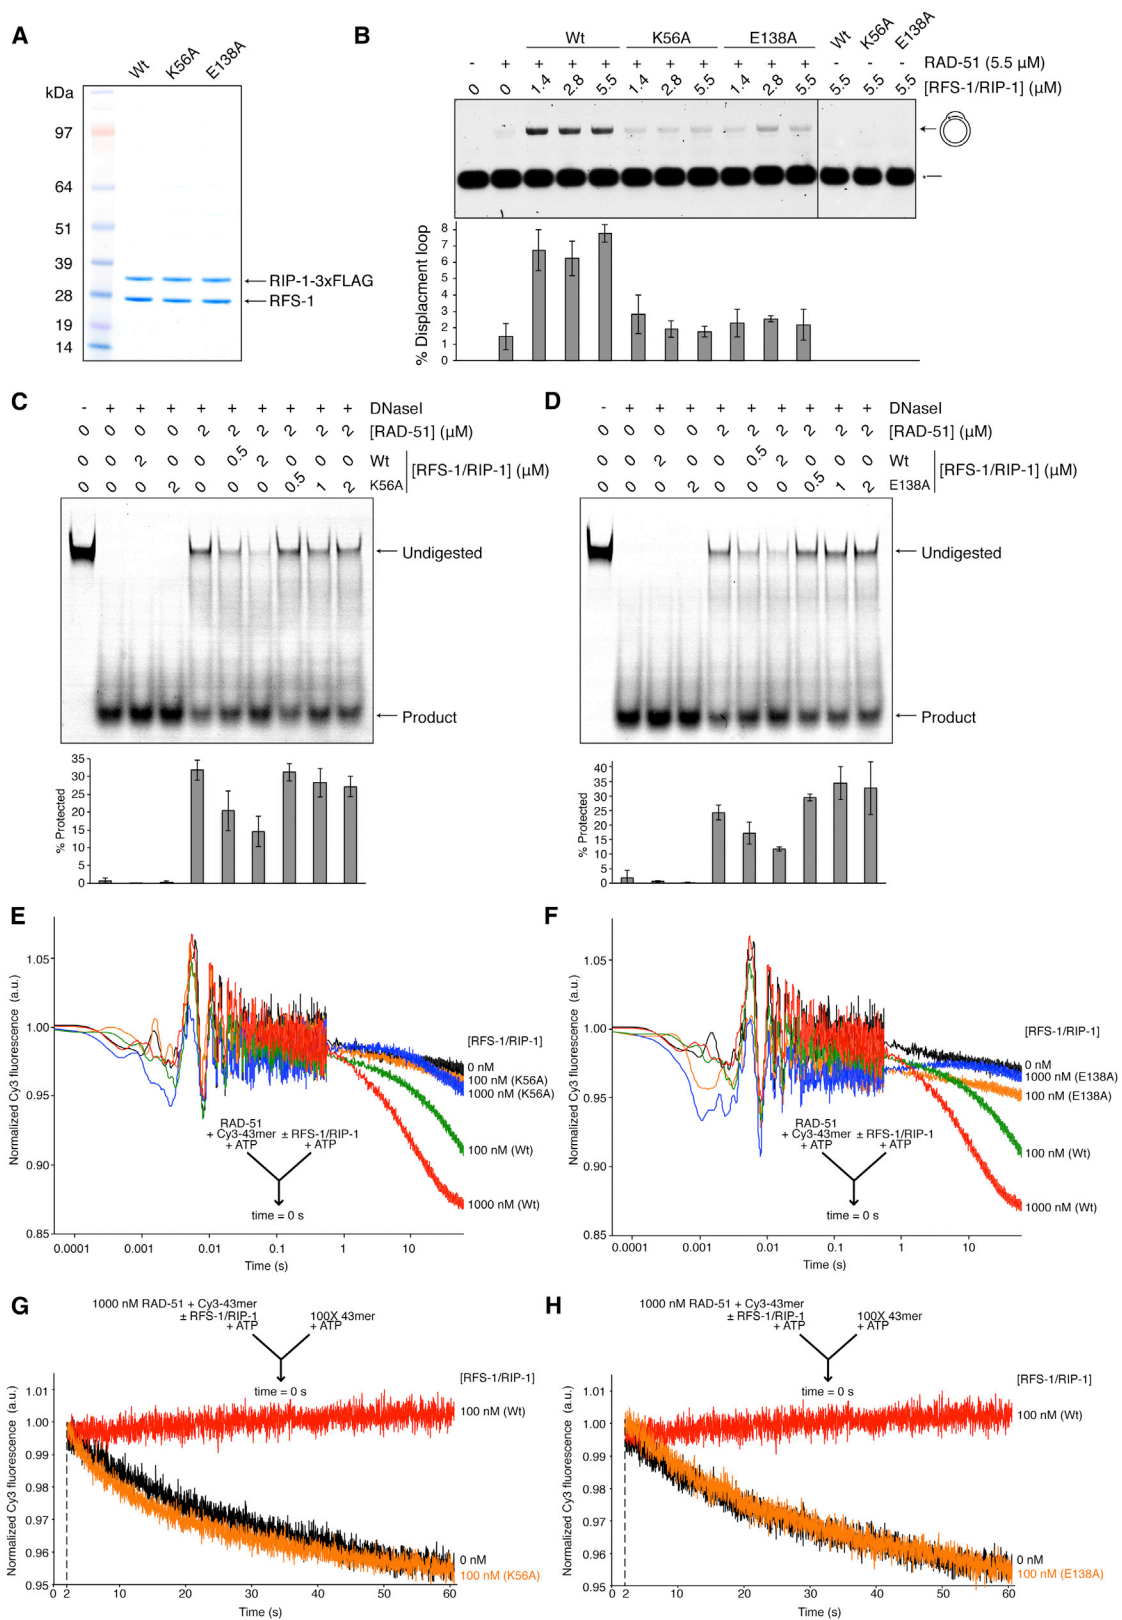 A
Wt
K56A
E138A
kDa
97
64
51
39
28
19
14
RIP-1-3xFLAG
RFS-1
B
Wt K56A E138A Wt K56A E138A
- + + + + + + + + + + - - - RAD-51 (5.5 µM)
0 0 1.4 2.8 5.5 1.4 2.8 5.5 1.4 2.8 5.5 5.5 5.5 5.5 [RFS-1/RIP-1] (µM)
*
% Displacment loop
8
7
6
5
4
3
2
1
0
C
- + + + + + + + + + DNaseI
0 0 0 0 2 2 2 2 2 2 [RAD-51] (µM)
0 0 2 0 0 0.5 2 0 0 0 Wt
0 0 0 2 0 0 0 0.5 1 2 K56A
[RFS-1/RIP-1] (µM)
Undigested
Product
% Protected
35
30
25
20
15
10
5
0
D
- + + + + + + + + + DNaseI
0 0 0 0 2 2 2 2 2 2 [RAD-51] (µM)
0 0 2 0 0 0.5 2 0 0 0 Wt
0 0 0 2 0 0 0 0.5 1 2 E138A
[RFS-1/RIP-1] (µM)
Undigested
Product
% Protected
40
35
30
25
20
15
10
5
0
E
Normalized Cy3 fluorescence (a.u.)
1.05
1.00
0.95
0.90
0.85
[RFS-1/RIP-1]
0 nM
100 nM (K56A)
1000 nM (K56A)
100 nM (Wt)
1000 nM (Wt)
RAD-51
+ Cy3-43mer ± RFS-1/RIP-1
+ ATP + ATP
time = 0 s
0.0001 0.001 0.01 0.1 1 10
Time (s)
F
Normalized Cy3 fluorescence (a.u.)
1.05
1.00
0.95
0.90
0.85
[RFS-1/RIP-1]
0 nM
1000 nM (E138A)
100 nM (E138A)
100 nM (Wt)
1000 nM (Wt)
RAD-51
+ Cy3-43mer ± RFS-1/RIP-1
+ ATP + ATP
time = 0 s
0.0001 0.001 0.01 0.1 1 10
Time (s)
G
1000 nM RAD-51 + Cy3-43mer
± RFS-1/RIP-1 100X 43mer
+ ATP + ATP
time = 0 s
[RFS-1/RIP-1]
100 nM (Wt)
0 nM
100 nM (K56A)
Normalized Cy3 fluorescence (a.u.)
1.01
1.00
0.99
0.98
0.97
0.96
0.95
0 2 10 20 30 40 50 60
Time (s)
H
1000 nM RAD-51 + Cy3-43mer
± RFS-1/RIP-1 100X 43mer
+ ATP + ATP
time = 0 s
[RFS-1/RIP-1]
100 nM (Wt)
0 nM
100 nM (E138A)
Normalized Cy3 fluorescence (a.u.)
1.01
1.00
0.99
0.98
0.97
0.96
0.95
0 2 10 20 30 40 50 60
Time (s)